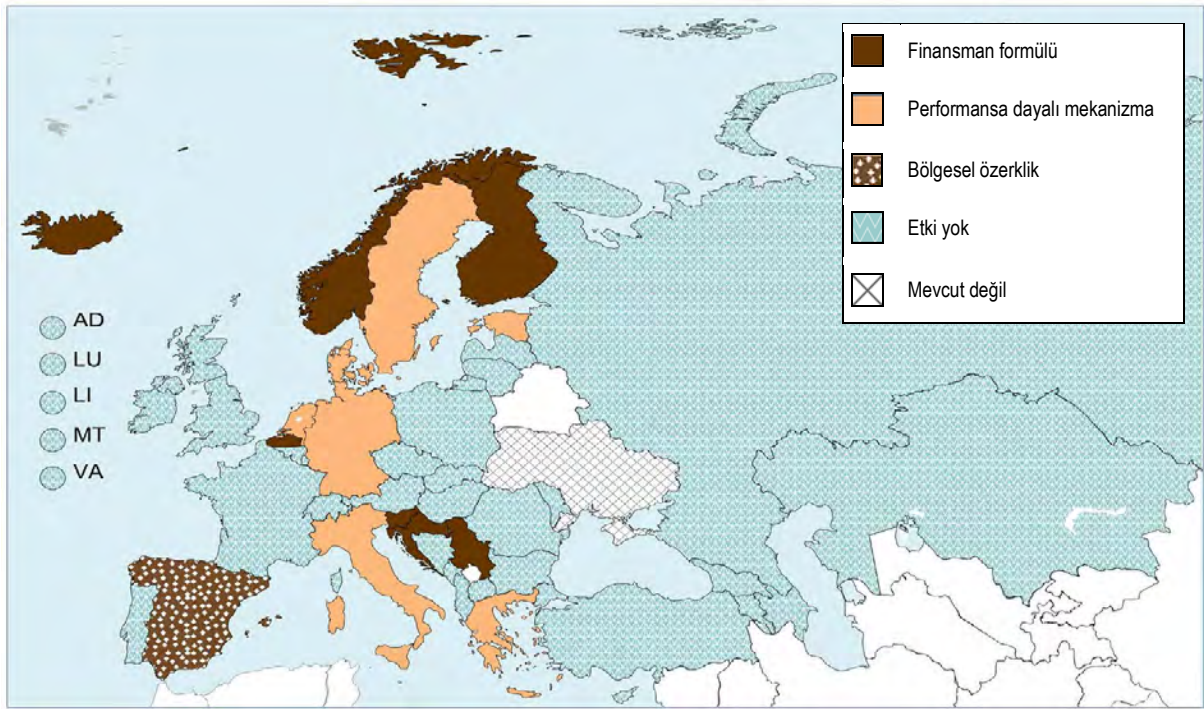 Finansman formülü
Performansa dayalı mekanizma
Bölgesel özerklik
Etki yok
Mevcut değil
AD
LU
LI
MT
VA